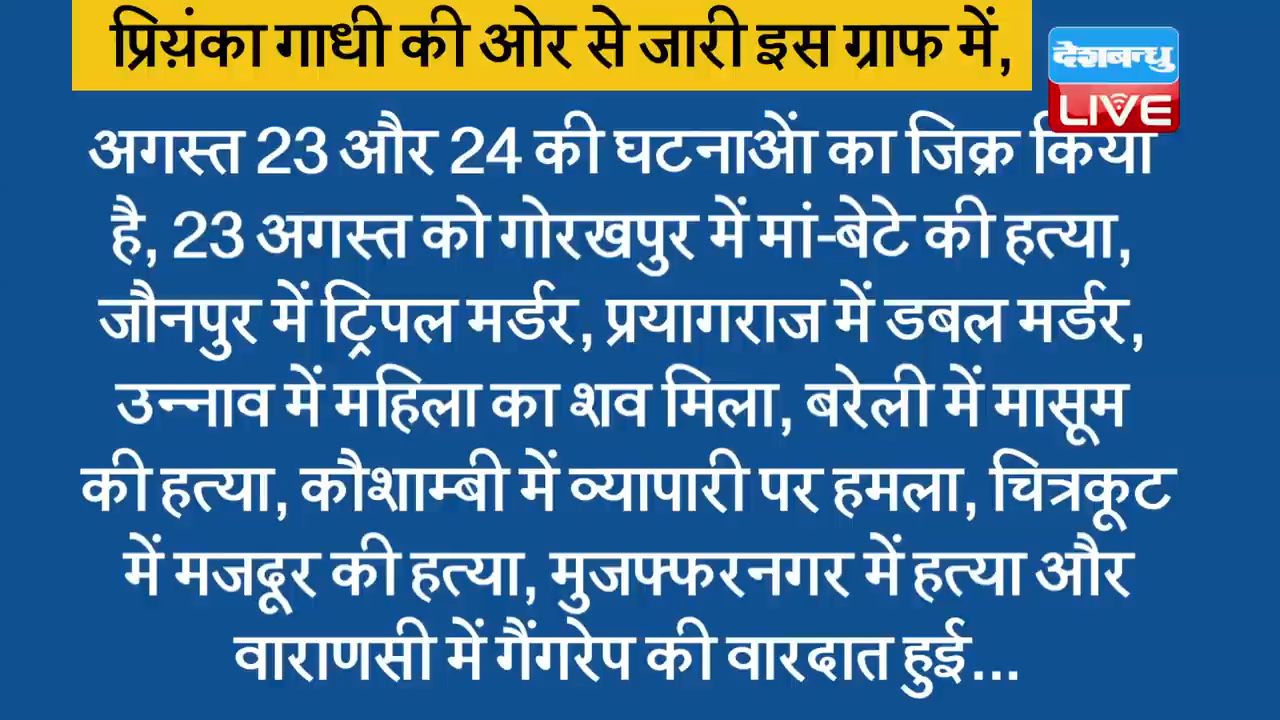 प्रियंका गाधी की ओर से जारी इस ग्राफ में,
देशबन्धु
LIVE
अगस्त 23 और 24 की घटनाओं का जिक्र किया
है, 23 अगस्त को गोरखपुर में मां-बेटे की हत्या,
जौनपुर में ट्रिपल मर्डर, प्रयागराज में डबल मर्डर,
उन्नाव में महिला का शव मिला, बरेली में मासूम
की हत्या, कौशाम्बी में व्यापारी पर हमला, चित्रकूट
में मजदूर की हत्या, मुजफ्फरनगर में हत्या और
वाराणसी में गैंगरेप की वारदात हुई...